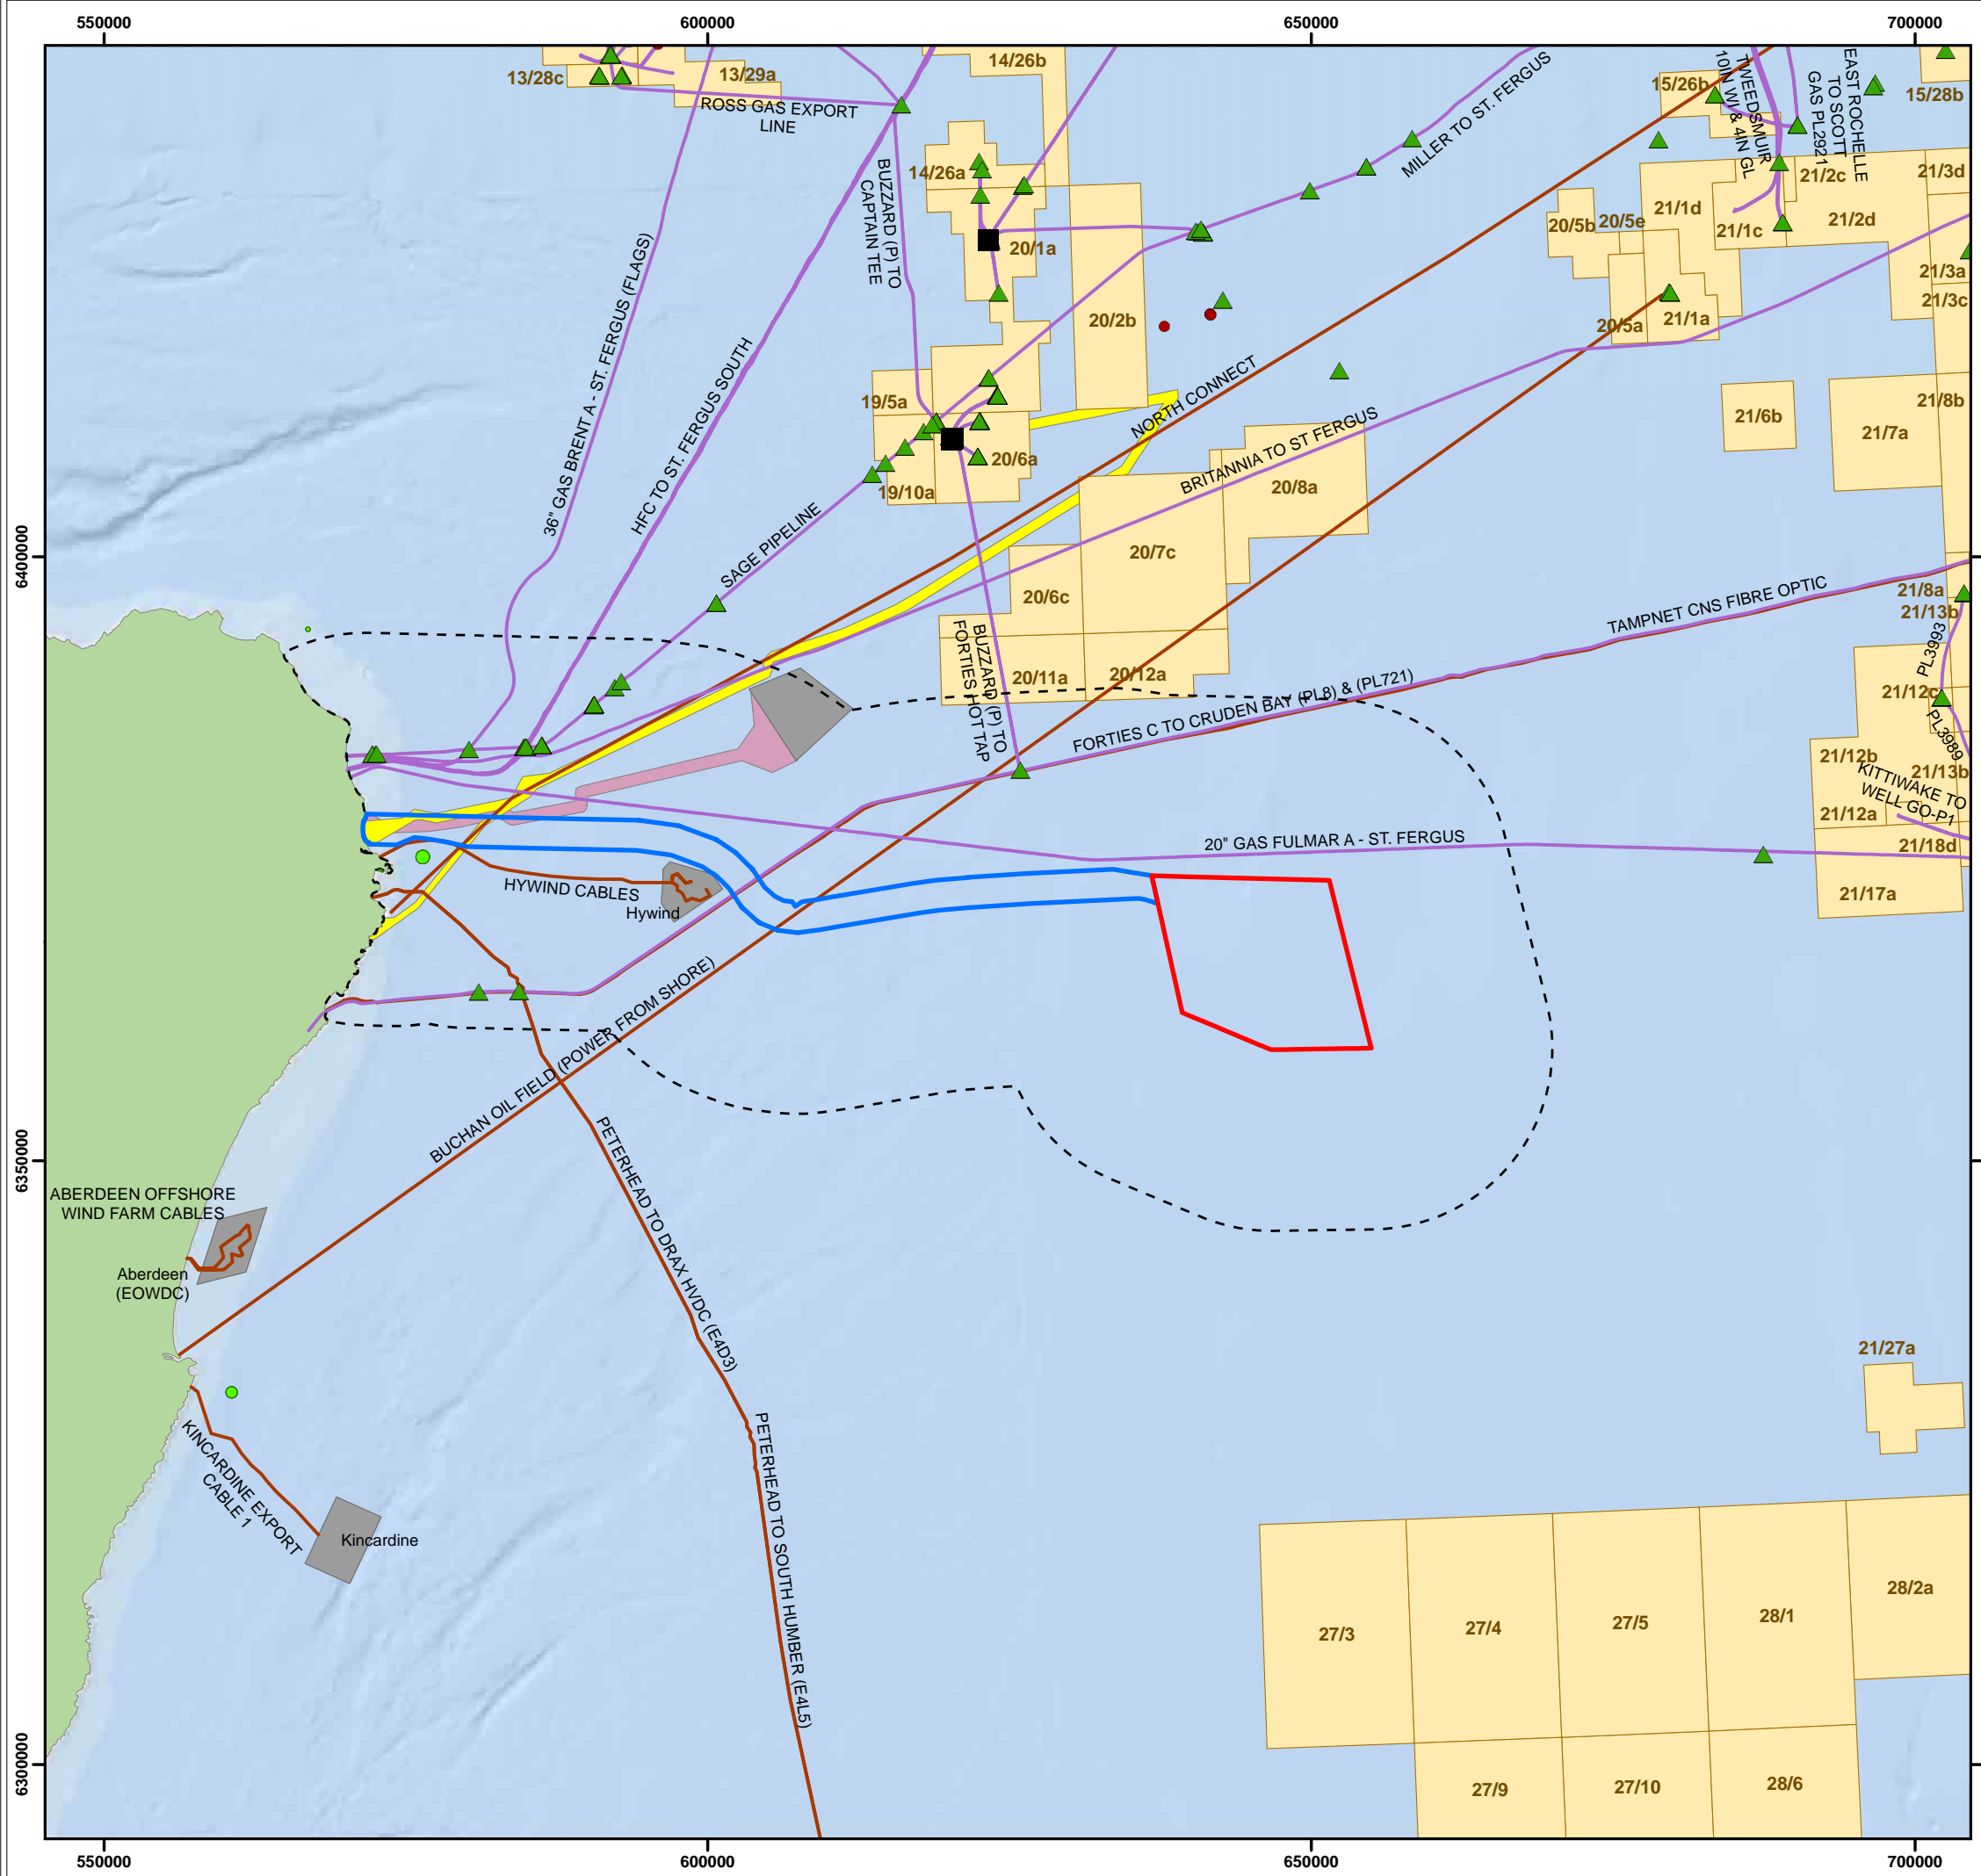 550000
600000
650000
700000
13/28c
13/29a
ROSS GAS EXPORT
LINE
14/26b
14/26a
20/1a
BUZZARD (P) TO
CAPTAIN TEE
MILLER TO ST. FERGUS
15/26b
10IN WI & 4IN GL
TWEEDSMUIR
EAST ROCHELLE
TO SCOTT
GAS PL2921
15/28b
21/3d
21/2c
21/2d
21/1d
21/1c
20/5b
20/5e
21/3a
21/3c
20/5a
21/1a
20/2b
36" GAS BRENT A - ST. FERGUS (FLAGS)
HFC TO ST. FERGUS SOUTH
SAGE PIPELINE
19/5a
20/6a
19/10a
NORTH CONNECT
BRITANNIA TO ST FERGUS
20/8a
20/7c
20/6c
20/11a
20/12a
BUZZARD (P) TO
FORTIES HOT TAP
21/6b
21/7a
21/8b
6400000
TAMPNET CNS FIBRE OPTIC
21/8a
21/13b
PL3993
21/12c
PL3989
21/12b
21/13b
KITTIWAKE TO
WELL GO-P1
21/12a
21/18d
21/17a
FORTIES C TO CRUDEN BAY (PL8) & (PL721)
20" GAS FULMAR A - ST. FERGUS
HYWIND CABLES
Hywind
BUCHAN OIL FIELD (POWER FROM SHORE)
6350000
PETERHEAD TO DRAX HVDC (E4D3)
ABERDEEN OFFSHORE
WIND FARM CABLES
Aberdeen
(EOWDC)
21/27a
KINCARDINE EXPORT
CABLE 1
Kincardine
PETERHEAD TO SOUTH HUMBER (E4L5)
27/3
27/4
27/5
28/1
28/2a
27/9
27/10
28/6
6300000
550000
600000
650000
700000